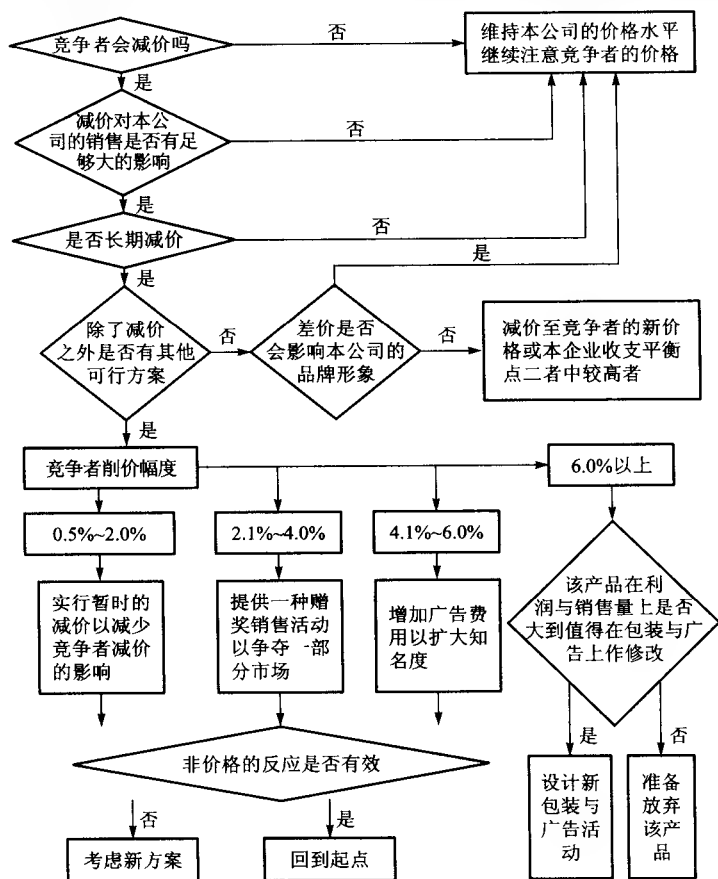 竞争者会减价吗
否
维持本公司的价格水平
继续注意竞争者的价格
是
减价对本公
司的销售是否有足
够大的影响
否
是
是否长期减价
否
是
是
除了减价
之外是否有其他
可行方案
否
差价是否
会影响本公司的
品牌形象
否
减价至竞争者的新价
格或本企业收支平衡
点二者中较高者
是
竞争者削价幅度
6.0%以上
0.5%~2.0%
2.1%~4.0%
4.1%~6.0%
实行暂时的
减价以减少
竞争者减价
的影响
提供一种赠
奖销售活动
以争夺一部
分市场
增加广告费
用以扩大知
名度
该产品在利
润与销售量上是否
大到值得在包装与广
告上作修改
非价格的反应是否有效
是
否
设计新
包装与
广告活
动
准备
放弃
该产
品
否
是
考虑新方案
回到起点